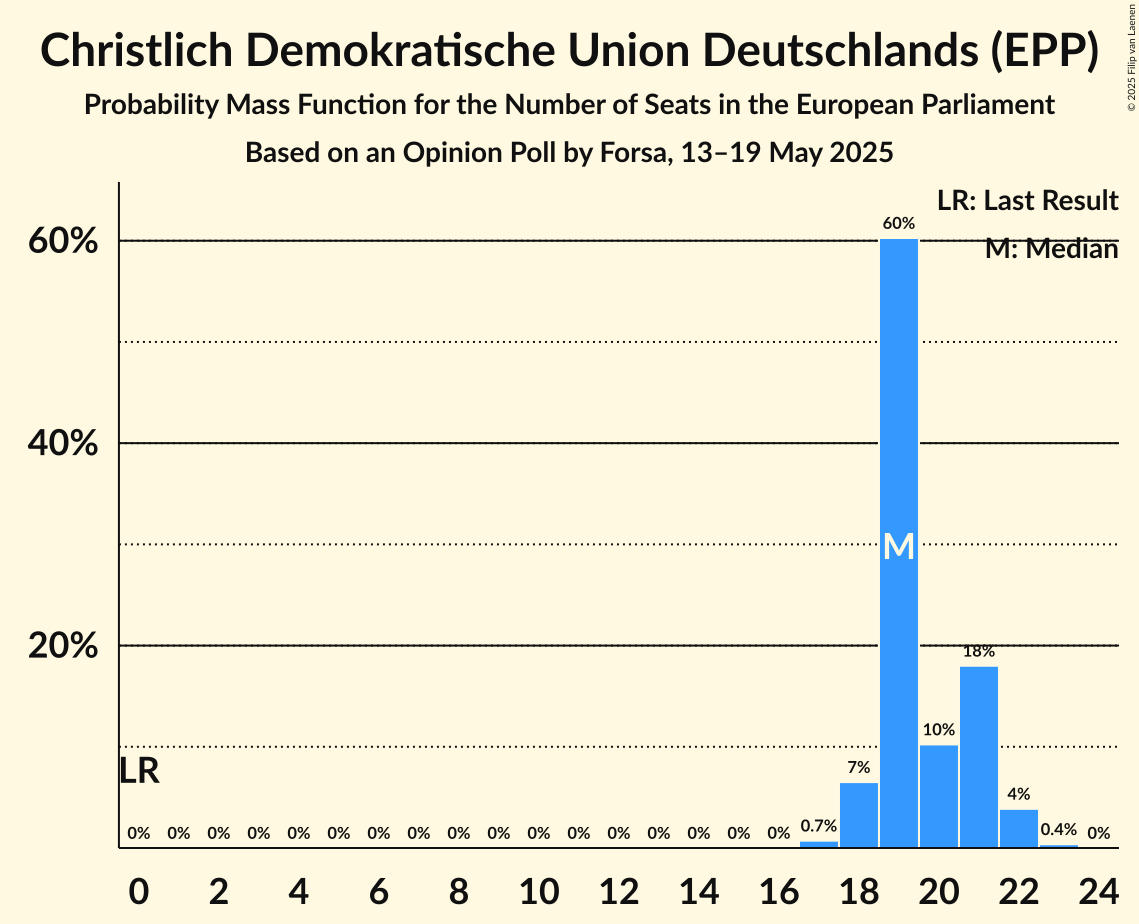 Christlich Demokratische Union Deutschlands (EPP)
Probability Mass Function for the Number of Seats in the European Parliament
Based on an Opinion Poll by Forsa, 13–19 May 2025
© 2025 Filip van Laenen
LR: Last Result
M: Median
60%
40%
20%
60%
M
18%
10%
7%
4%
LR
0% 0% 0% 0% 0% 0% 0% 0% 0% 0% 0% 0% 0% 0% 0% 0% 0% 0.7% 0.4% 0%
0 2 4 6 8 10 12 14 16 18 20 22 24